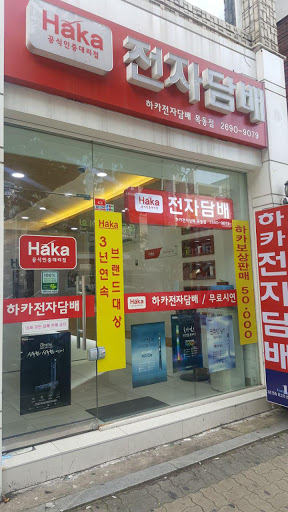 Haka
공식인증대리점
전자담배
하카전자담배 목동점 2690-9079
Haka
전자담배
Haka
3년연속
브랜드대상
하카보상판매
50,000
하카전자담배
Haka
공식인증대리점
하카전자담배
Haka
하카전자담배 / 무료시연